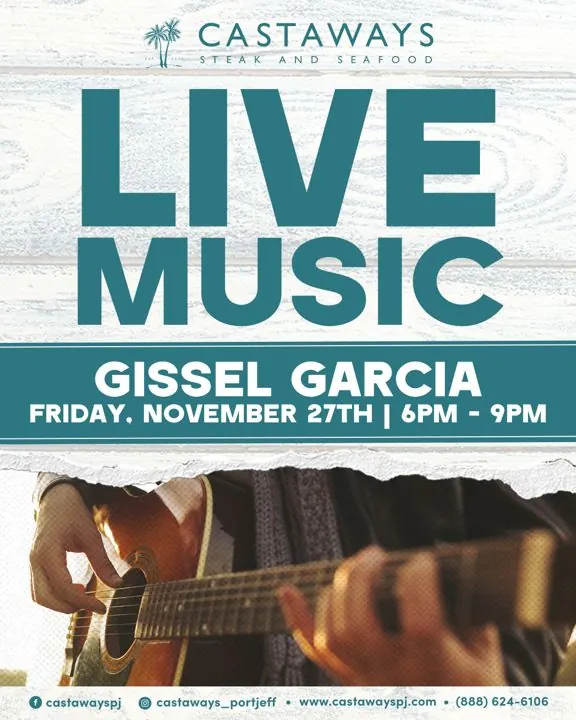 CASTAWAYS
STEAK AND SEAFOOD
LIVE
MUSIC
GISSEL GARCIA
FRIDAY, NOVEMBER 27TH | 6PM - 9PM
castawayspj castaways_portjeff • www.castawayspj.com • (888) 624-6106